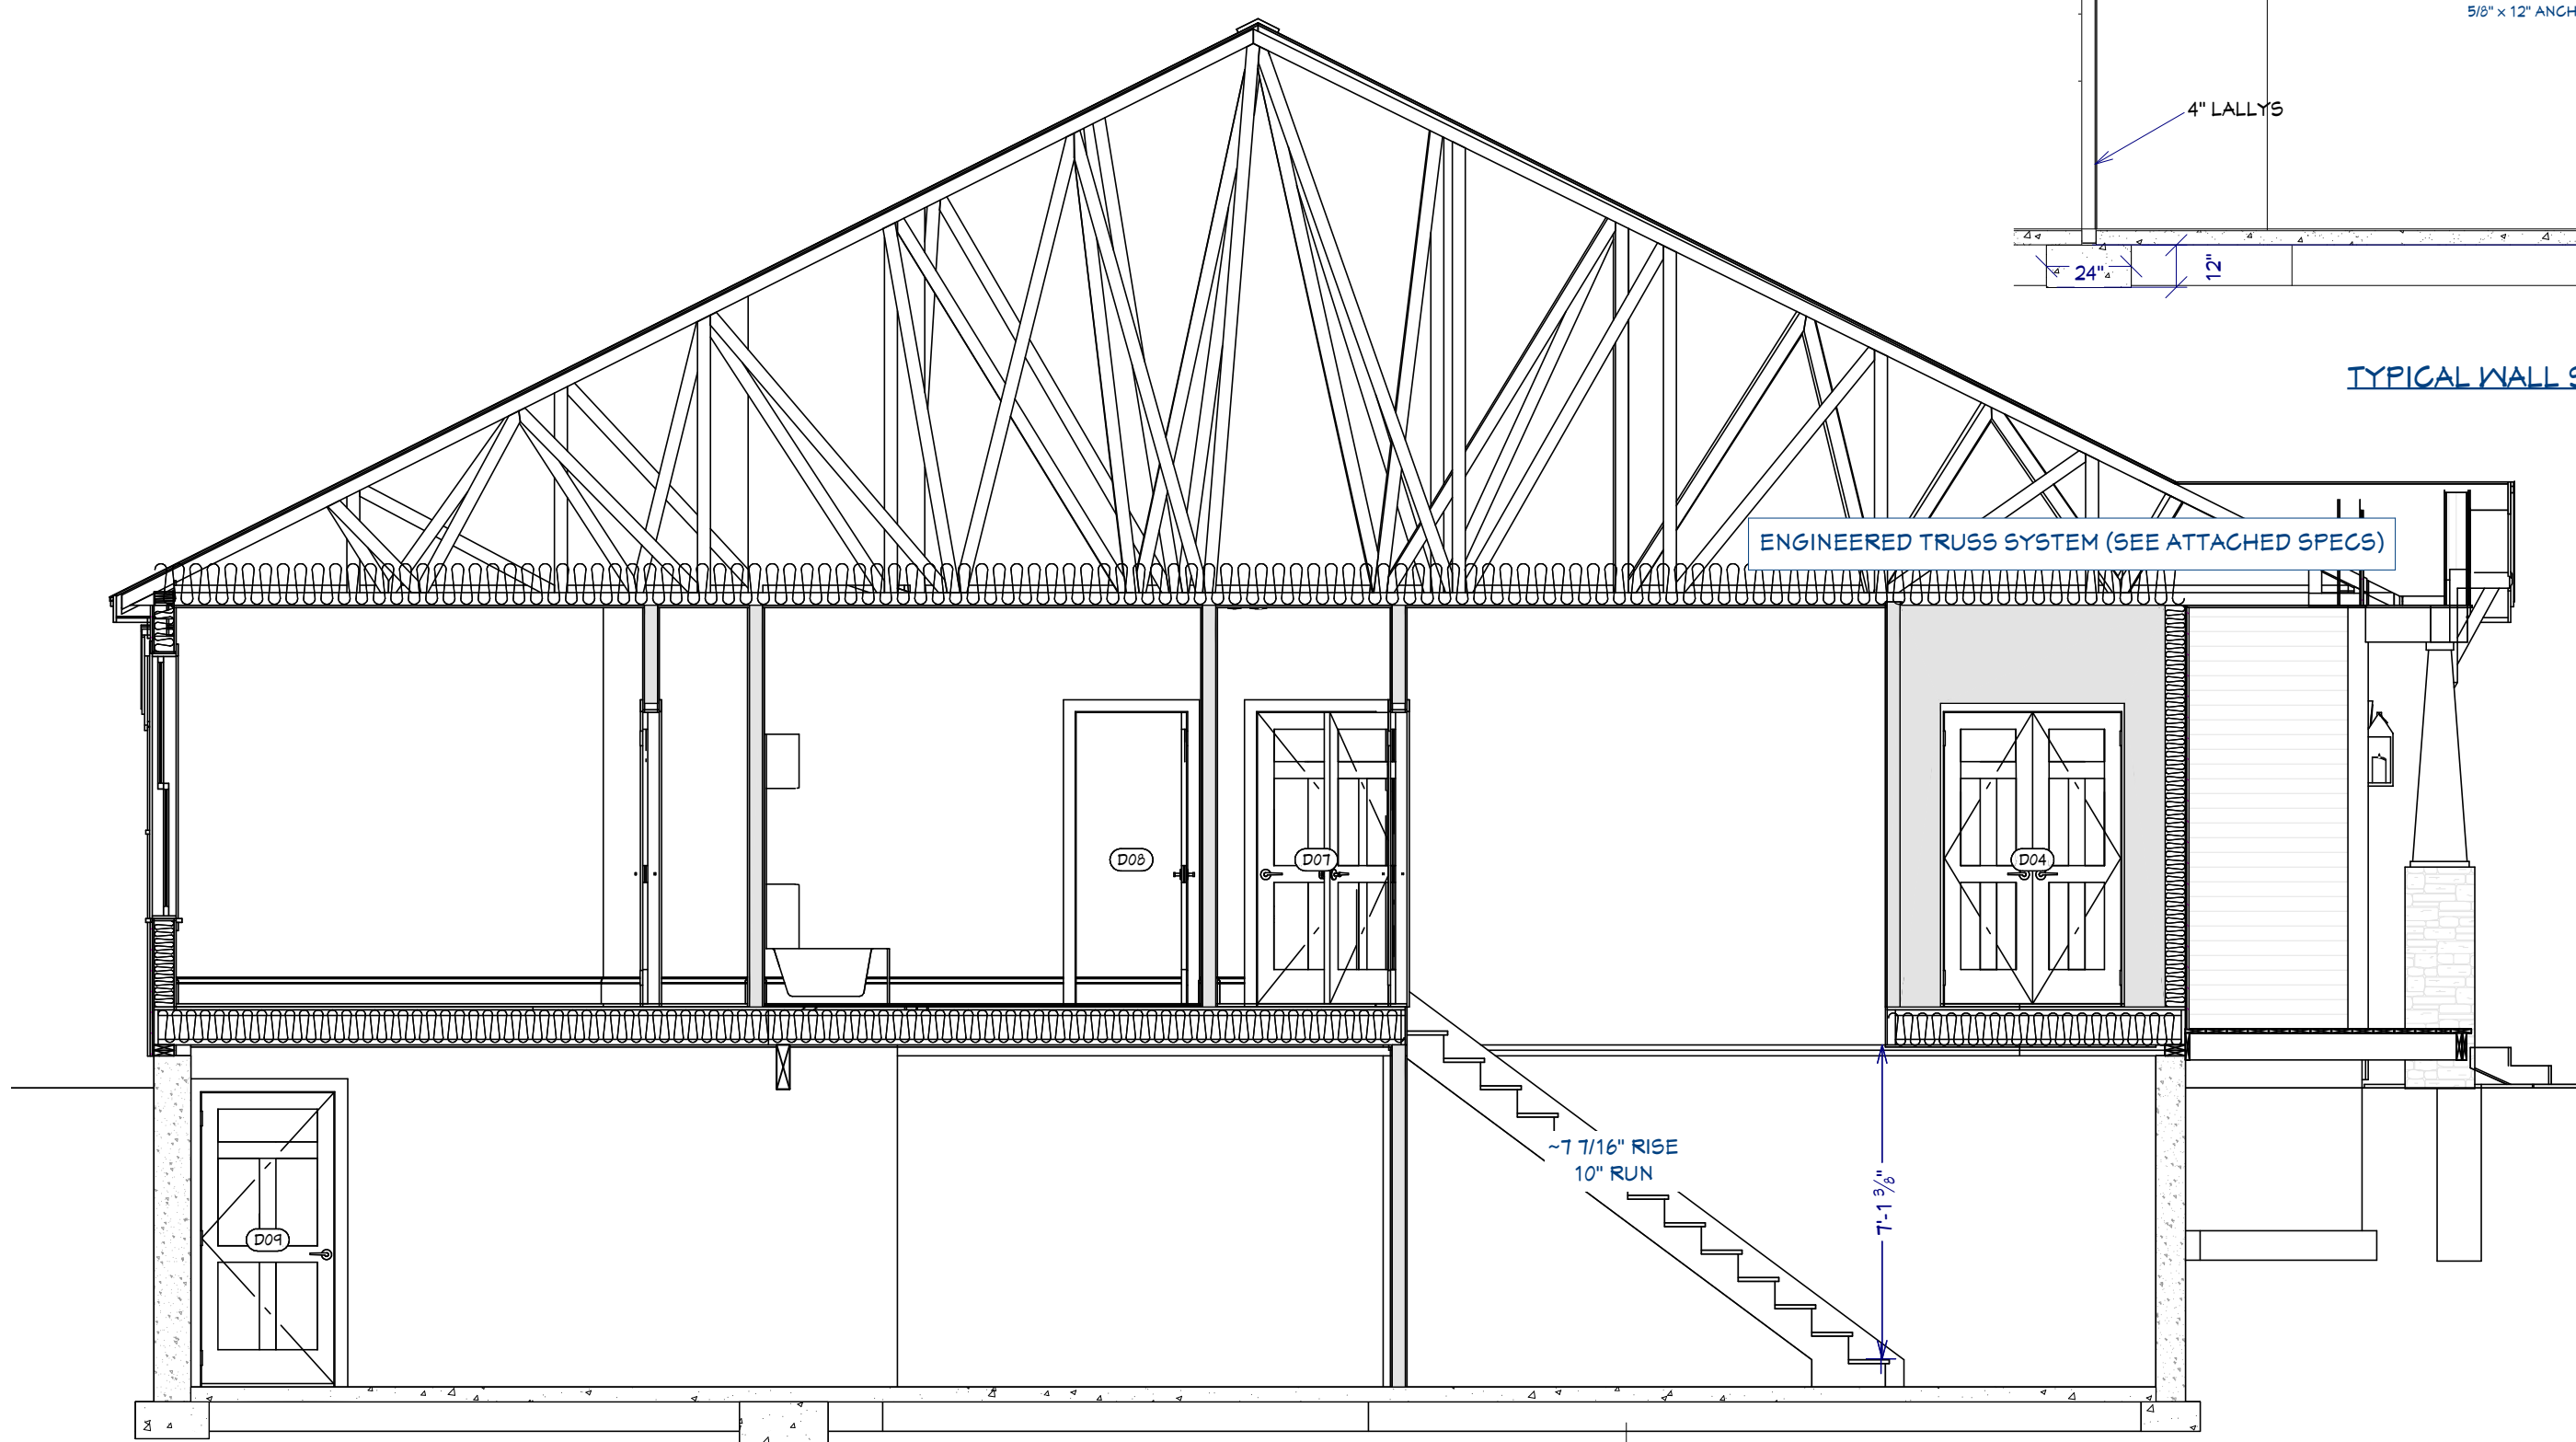 5/8" x 12" ANCH
4" LALLYS
24"
12"
TYPICAL WALL S
ENGINEERED TRUSS SYSTEM (SEE ATTACHED SPECS)
D08
D07
D04
~7 7/16" RISE
10" RUN
7'-1 3/8"
D09